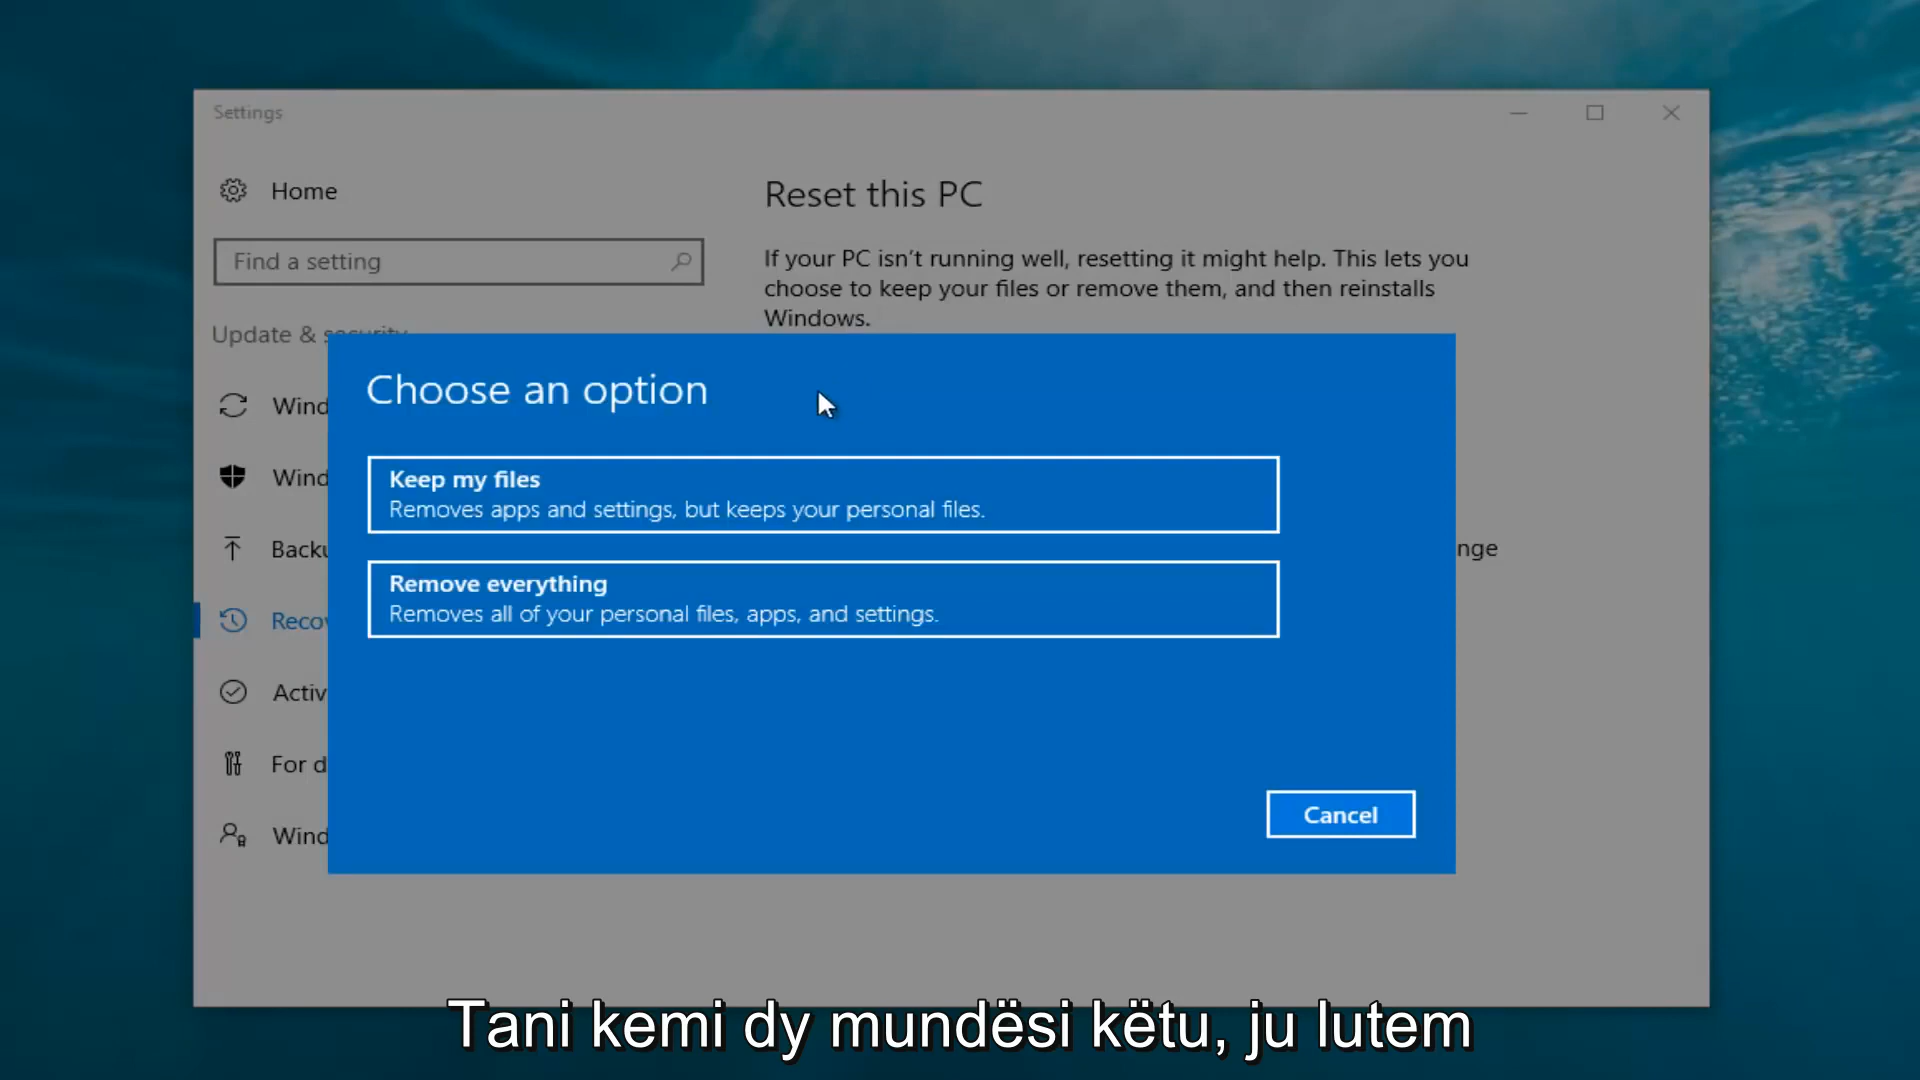 Settings
Home
Find a setting
Update & security
Reset this PC
If your PC isn't running well, resetting it might help. This lets you
choose to keep your files or remove them, and then reinstalls
Windows.
Wind
Wind
Backu
Recov
Activ
For d
Wind
nge
Choose an option
Keep my files
Removes apps and settings, but keeps your personal files.
Remove everything
Removes all of your personal files, apps, and settings.
Cancel
Tani kemi dy mundësi këtu, ju lutem